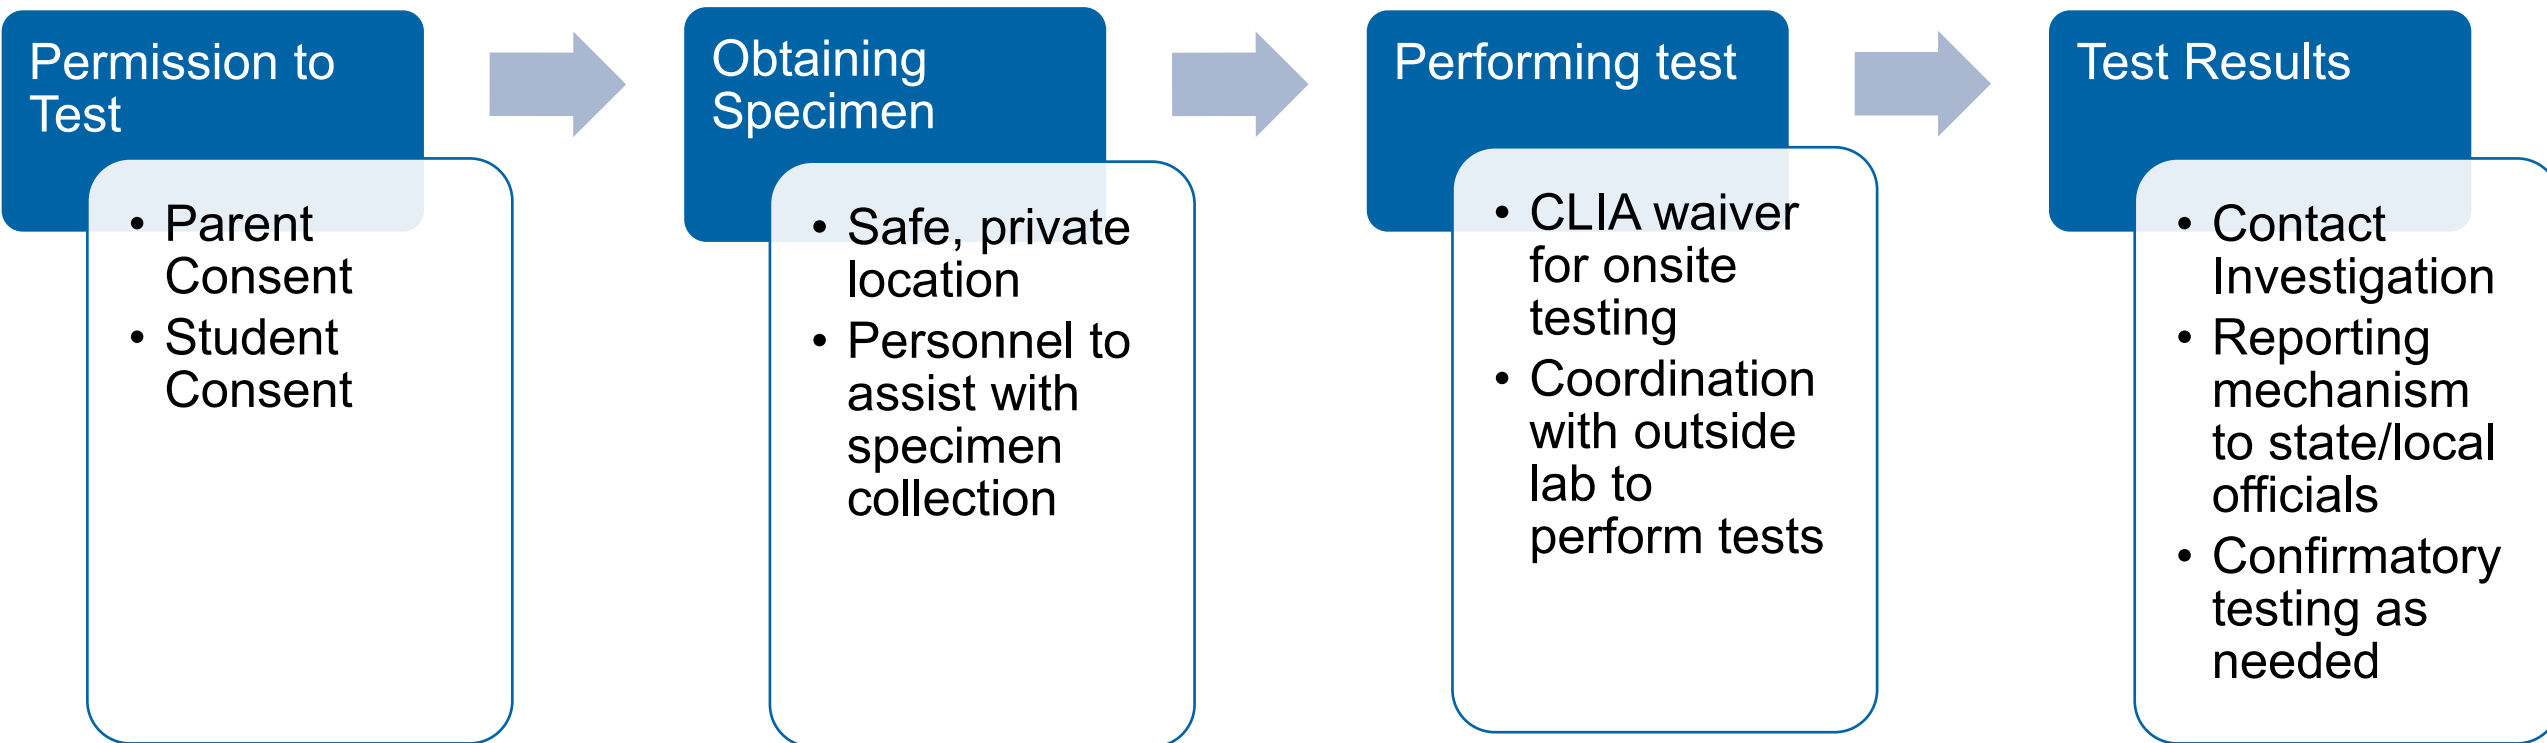 Permission to
Test
• Parent
Consent
• Student
Consent
Obtaining
Specimen
• Safe, private
location
• Personnel to
assist with
specimen
collection
Performing test
• CLIA waiver
for onsite
testing
• Coordination
with outside
lab to
perform tests
Test Results
• Contact
Investigation
• Reporting
mechanism
to state/local
officials
• Confirmatory
testing as
needed